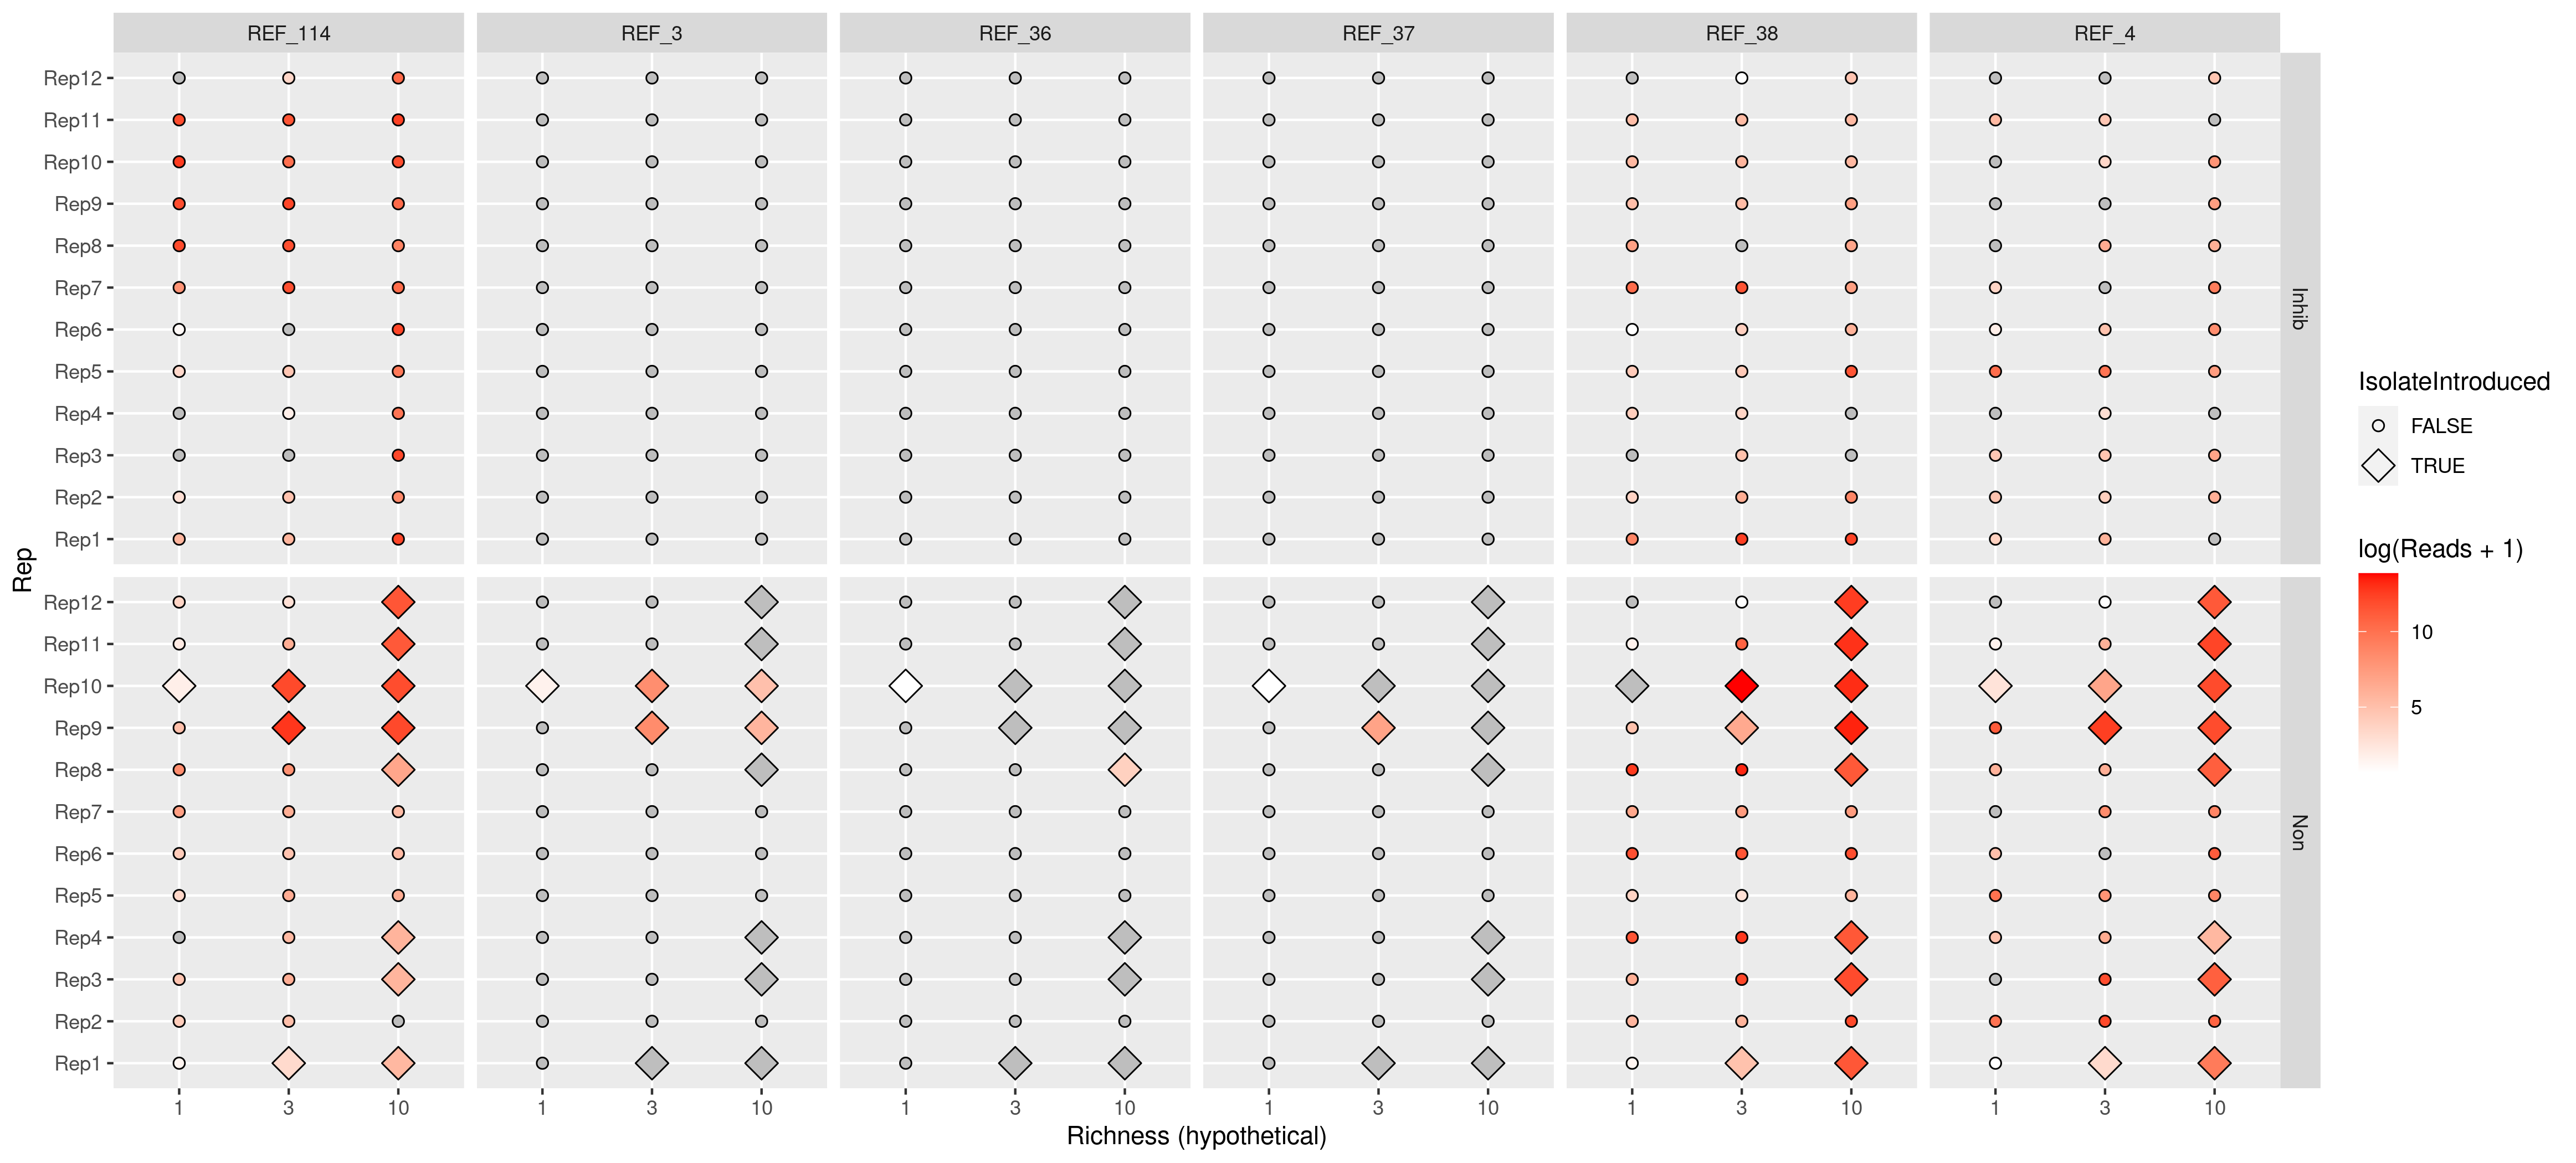 REF_114 REF_3 REF_36 REF_37 REF_38 REF_4
Rep12
Rep11
Rep10
Rep9
Rep8
Rep7
Rep6
Rep5
Rep4
Rep3
Rep2
Rep1
Inhib
Rep12
Rep11
Rep10
Rep9
Rep8
Rep7
Rep6
Rep5
Rep4
Rep3
Rep2
Rep1
Non
Rep
1 3 10 1 3 10 1 3 10 1 3 10 1 3 10 1 3 10
Richness (hypothetical)
IsolateIntroduced
FALSE
TRUE
log(Reads + 1)
10
5